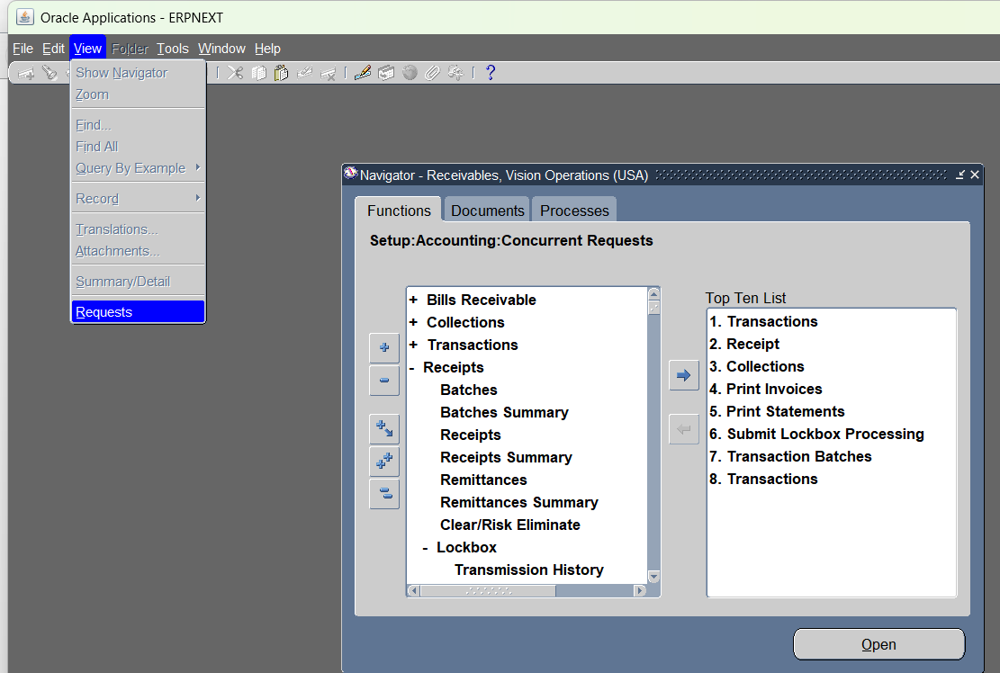 Oracle Applications - ERPNEXT
File Edit View Folder Tools Window Help
Show Navigator
Zoom
Find...
Find All
Query By Example
Record
Translations...
Attachments...
Summary/Detail
Requests
?
Navigator - Receivables, Vision Operations (USA)
Functions Documents Processes
Setup:Accounting:Concurrent Requests
+ Bills Receivable
+ Collections
+ Transactions
- Receipts
Batches
Batches Summary
Receipts
Receipts Summary
Remittances
Remittances Summary
Clear/Risk Eliminate
- Lockbox
Transmission History
Top Ten List
1. Transactions
2. Receipt
3. Collections
4. Print Invoices
5. Print Statements
6. Submit Lockbox Processing
7. Transaction Batches
8. Transactions
Open